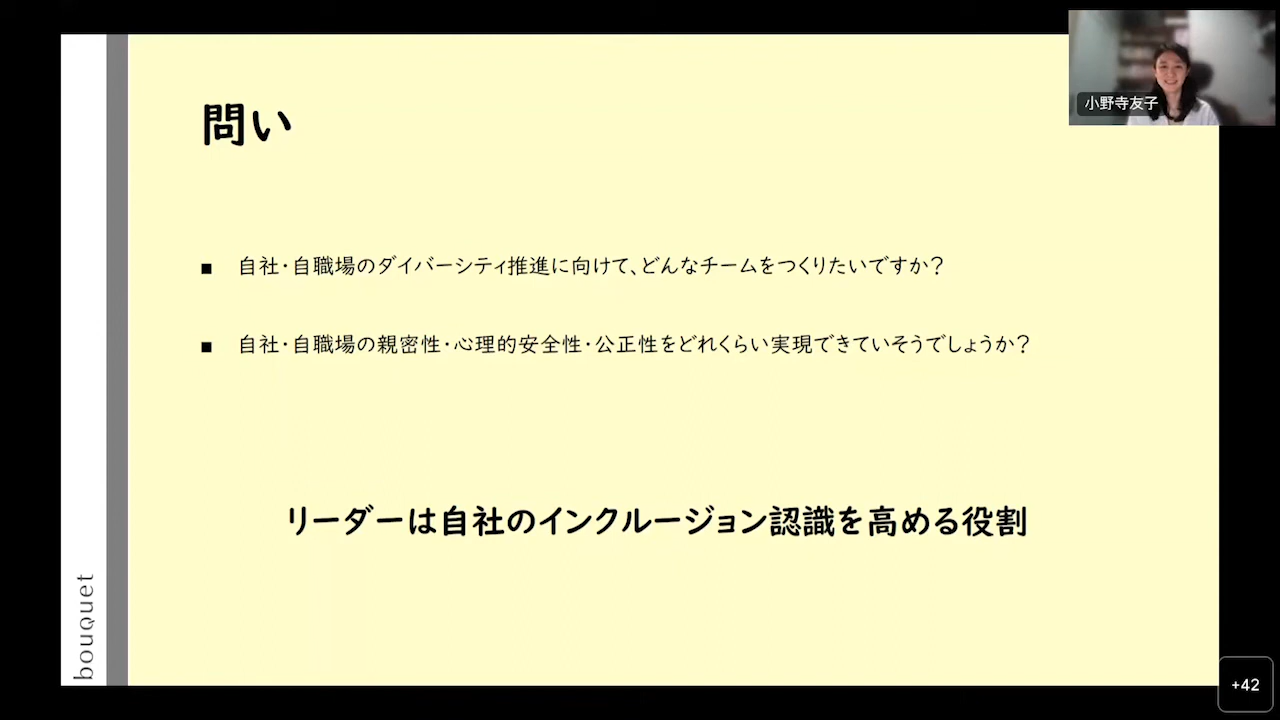 問い
小野寺友子
■ 自社・自職場のダイバーシティ推進に向けて、どんなチームをつくりたいですか？
■ 自社・自職場の親密性・心理的安全性・公正性をどれくらい実現できていそうでしょうか？
リーダーは自社のインクルージョン認識を高める役割
bouquet
+42